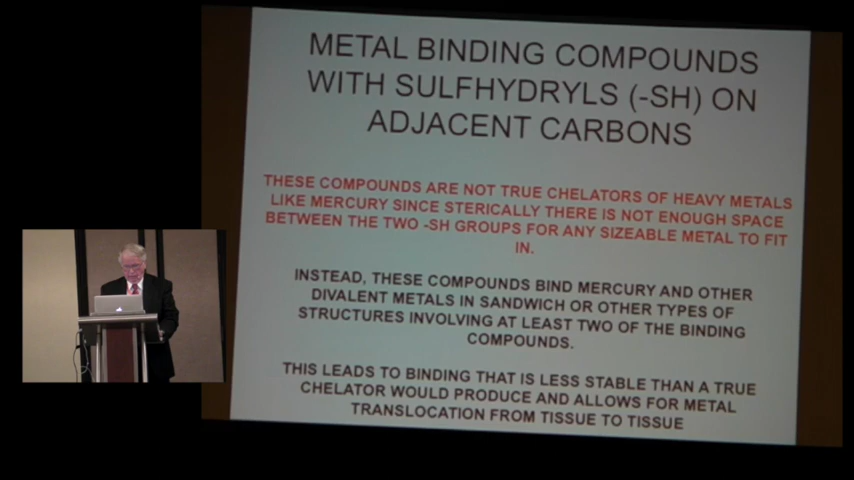 METAL BINDING COMPOUNDS
WITH SULFHYDRYLS (-SH) ON
ADJACENT CARBONS
THESE COMPOUNDS ARE NOT TRUE CHELATORS OF HEAVY METALS
LIKE MERCURY SINCE STERICALLY THERE IS NOT ENOUGH SPACE
BETWEEN THE TWO -SH GROUPS FOR ANY SIZEABLE METAL TO FIT
IN.
INSTEAD, THESE COMPOUNDS BIND MERCURY AND OTHER
DIVALENT METALS IN SANDWICH OR OTHER TYPES OF
STRUCTURES INVOLVING AT LEAST TWO OF THE BINDING
COMPOUNDS.
THIS LEADS TO BINDING THAT IS LESS STABLE THAN A TRUE
CHELATOR WOULD PRODUCE AND ALLOWS FOR METAL
TRANSLOCATION FROM TISSUE TO TISSUE